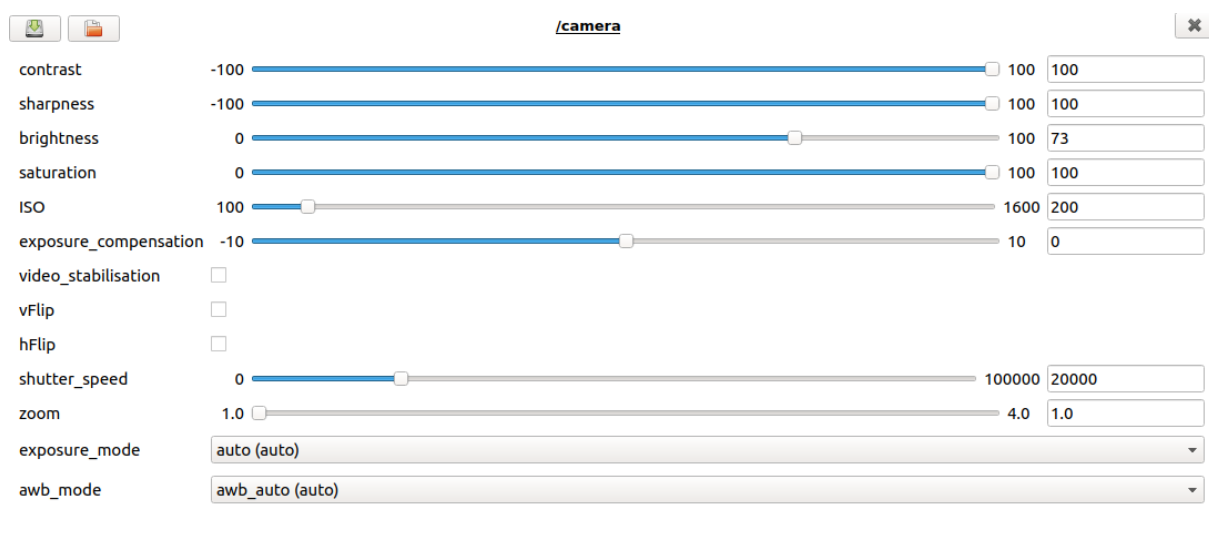 /camera
contrast -100 100 100
sharpness -100 100 100
brightness 0 100 73
saturation 0 100 100
ISO 100 1600 200
exposure_compensation -10 10 0
video_stabilisation
vFlip
hFlip
shutter_speed 0 100000 20000
zoom 1.0 4.0 1.0
exposure_mode auto (auto)
awb_mode awb_auto (auto)